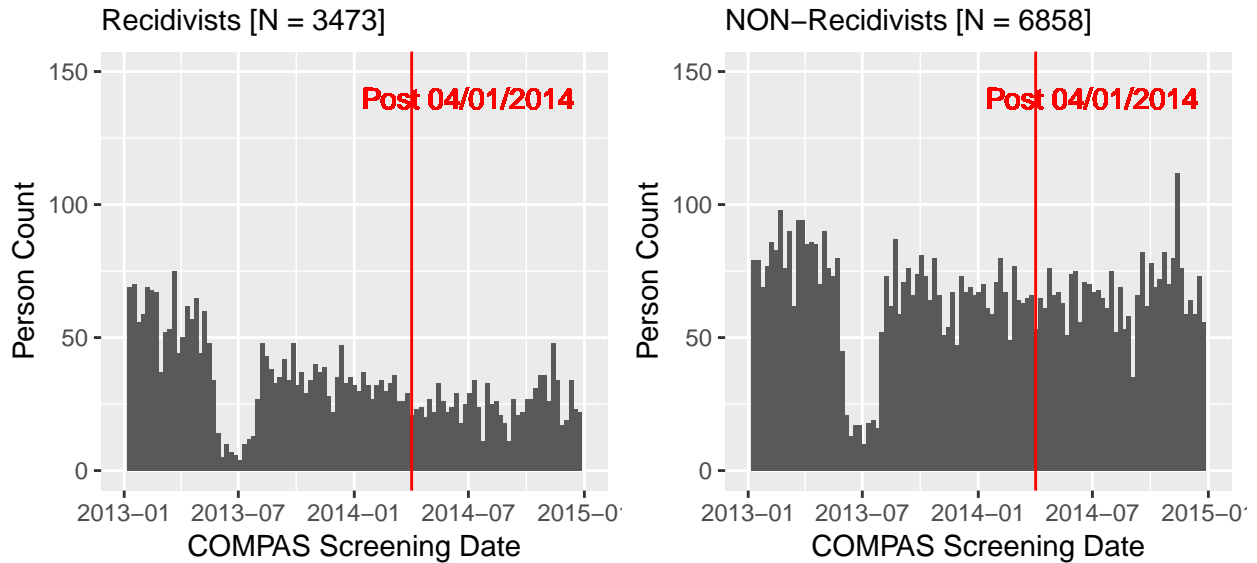 Recidivists [N = 3473]
150
100
50
0
Person Count
Post 04/01/2014
2013−01
2013−07
2014−01
2014−07
2015−0
COMPAS Screening Date
NON−Recidivists [N = 6858]
150
100
50
0
Person Count
Post 04/01/2014
2013−01
2013−07
2014−01
2014−07
2015−0
COMPAS Screening Date